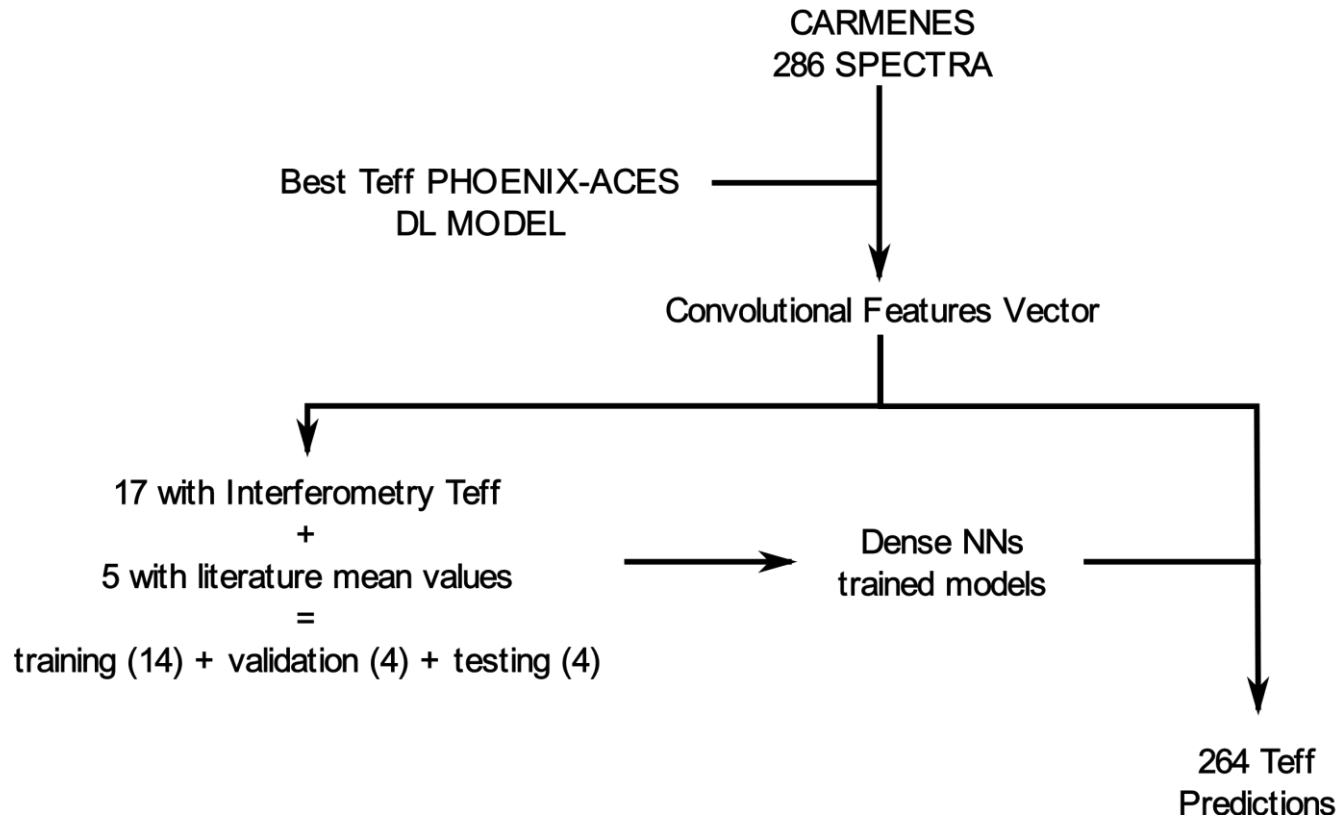 CARMENES
286 SPECTRA
Best Teff PHOENIX-ACES
DL MODEL
Convolutional Features Vector
17 with Interferometry Teff
+
5 with literature mean values
=
training (14) + validation (4) + testing (4)
Dense NNs
trained models
264 Teff
Predictions